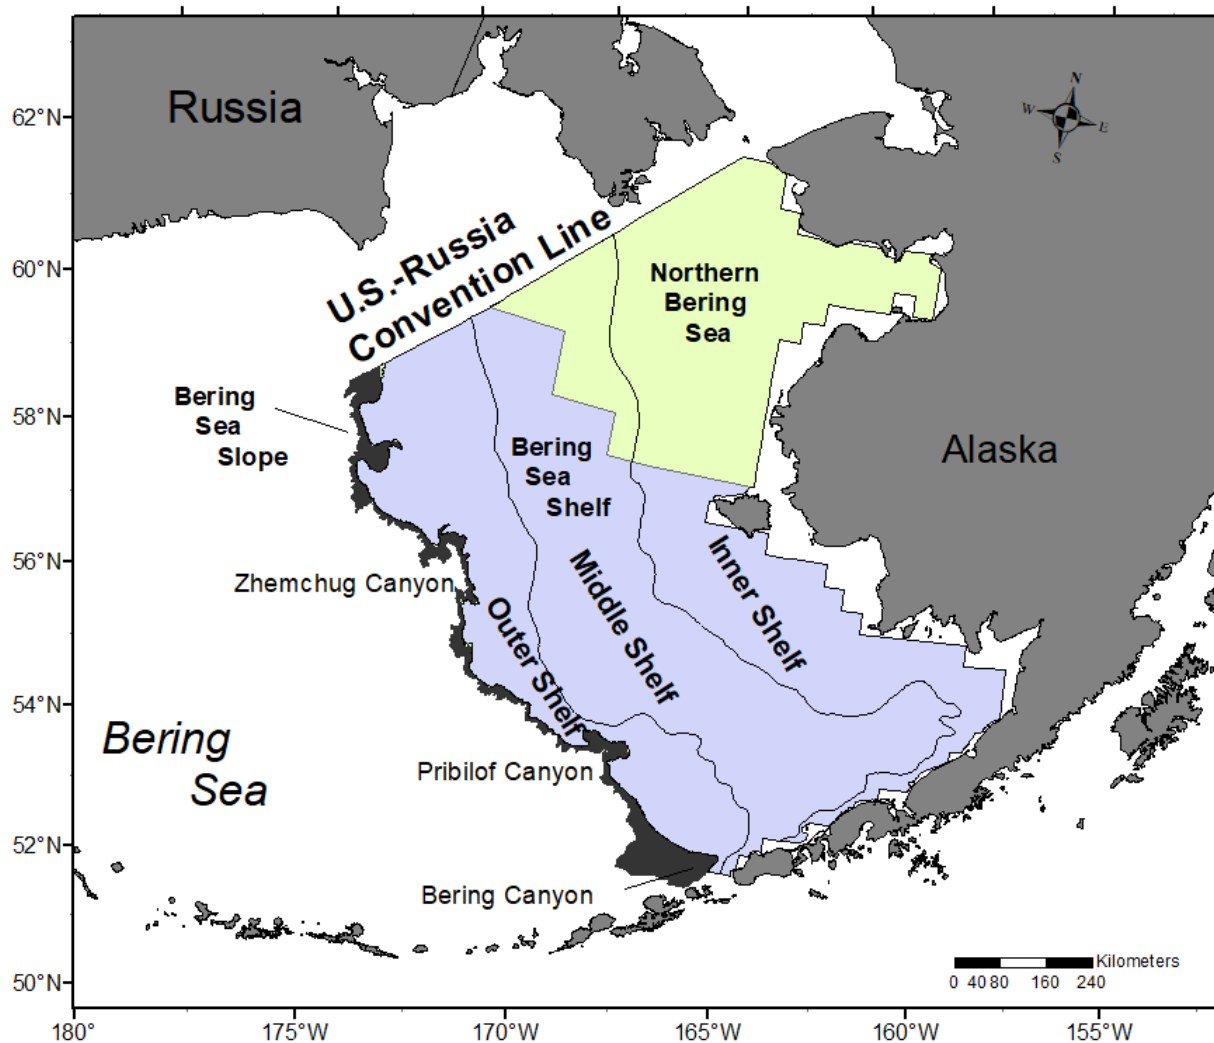 Russia
N
W
E
S
62°N
60°N
58°N
56°N
54°N
52°N
50°N
U.S.-Russia
Convention Line
Northern
Bering
Sea
Bering
Sea
Slope
Bering
Sea
Shelf
Alaska
Zhemchug Canyon
Outer Shelf
Middle Shelf
Inner Shelf
Bering
Sea
Pribilof Canyon
Bering Canyon
Kilometers
0 40 80 160 240
180° 175°W 170°W 165°W 160°W 155°W